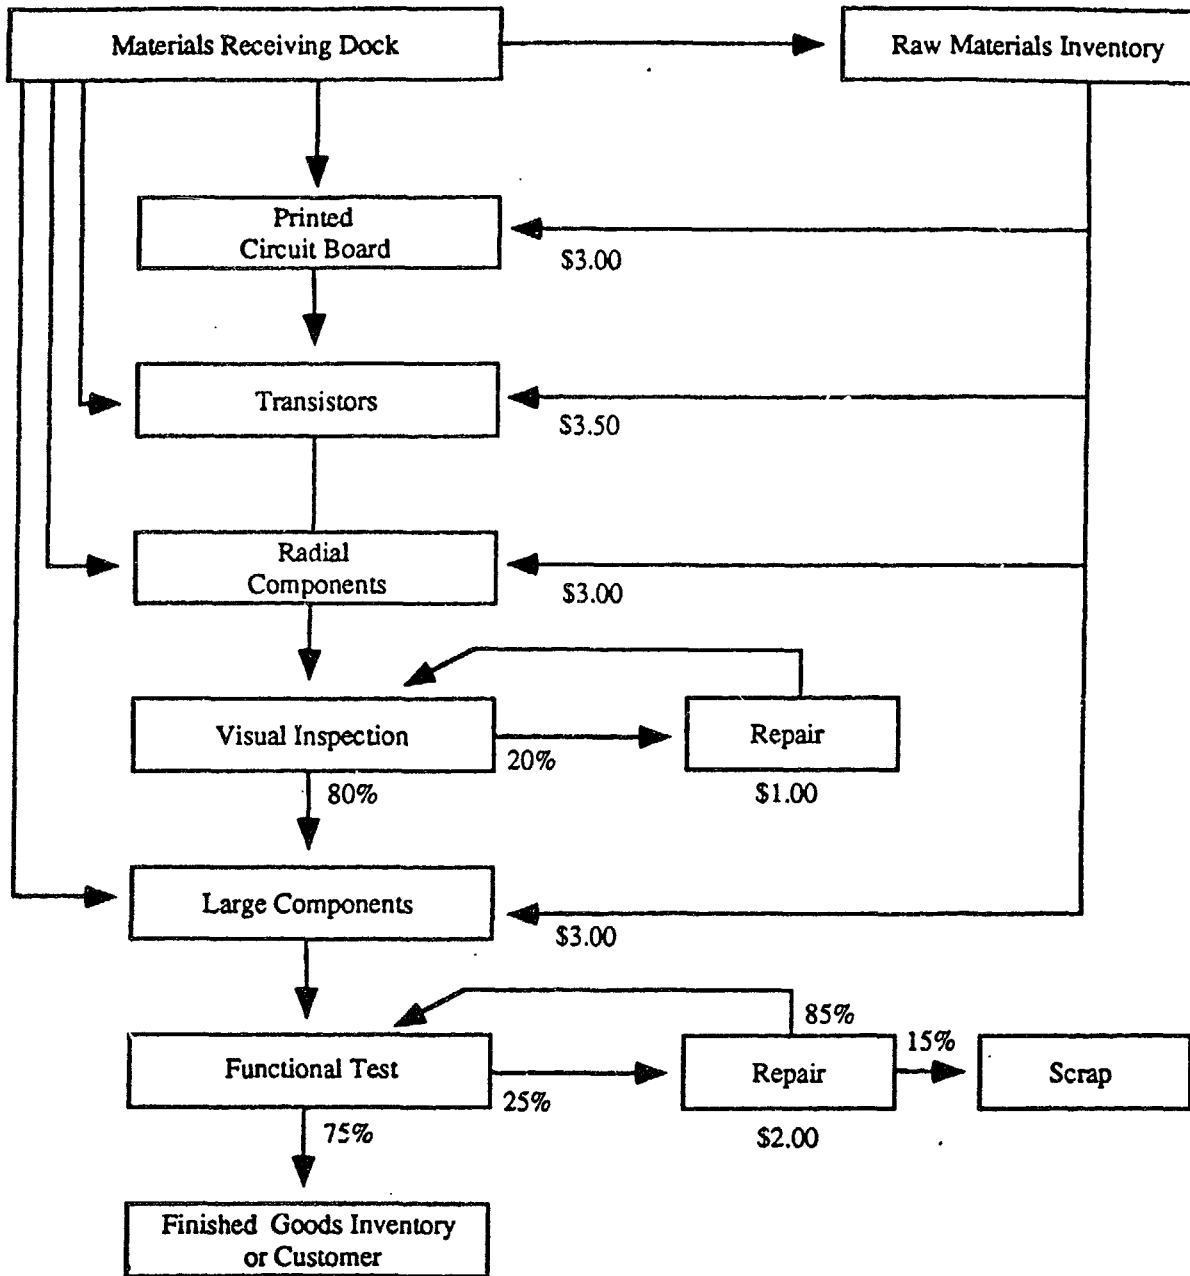 Materials Receiving Dock
Raw Materials Inventory
Printed
Circuit Board
$3.00
Transistors
$3.50
Radial
Components
$3.00
Visual Inspection
20%
Repair
80%
$1.00
Large Components
$3.00
85%
15%
Functional Test
Repair
Scrap
25%
75%
$2.00
Finished Goods Inventory
or Customer